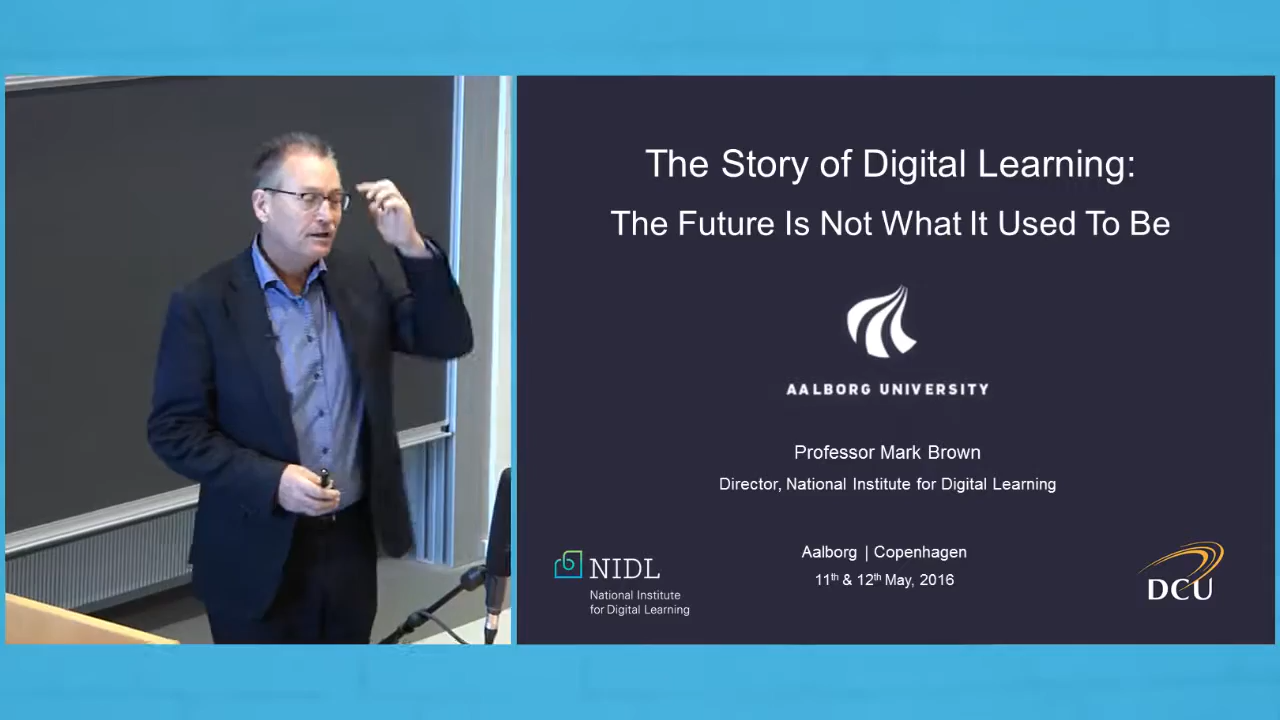 The Story of Digital Learning:
The Future Is Not What It Used To Be
AALBORG UNIVERSITY
Professor Mark Brown
Director, National Institute for Digital Learning
Aalborg | Copenhagen
11th & 12th May, 2016
NIDL
National Institute
for Digital Learning
DCU